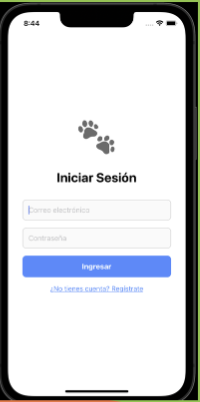 8:44
Iniciar Sesión
Correo electrónico
Contraseña
Ingresar
¿No tienes cuenta? Regístrate